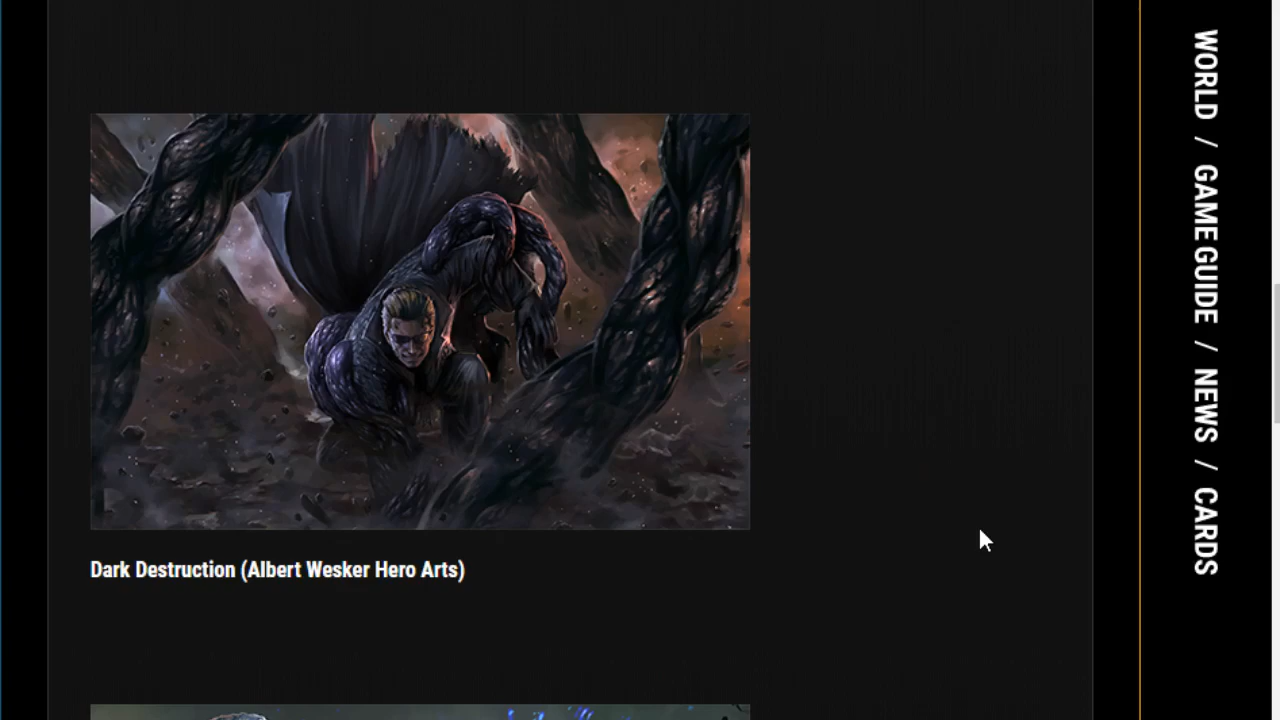 Dark Destruction (Albert Wesker Hero Arts)
WORLD / GAME GUIDE / NEWS / CARDS